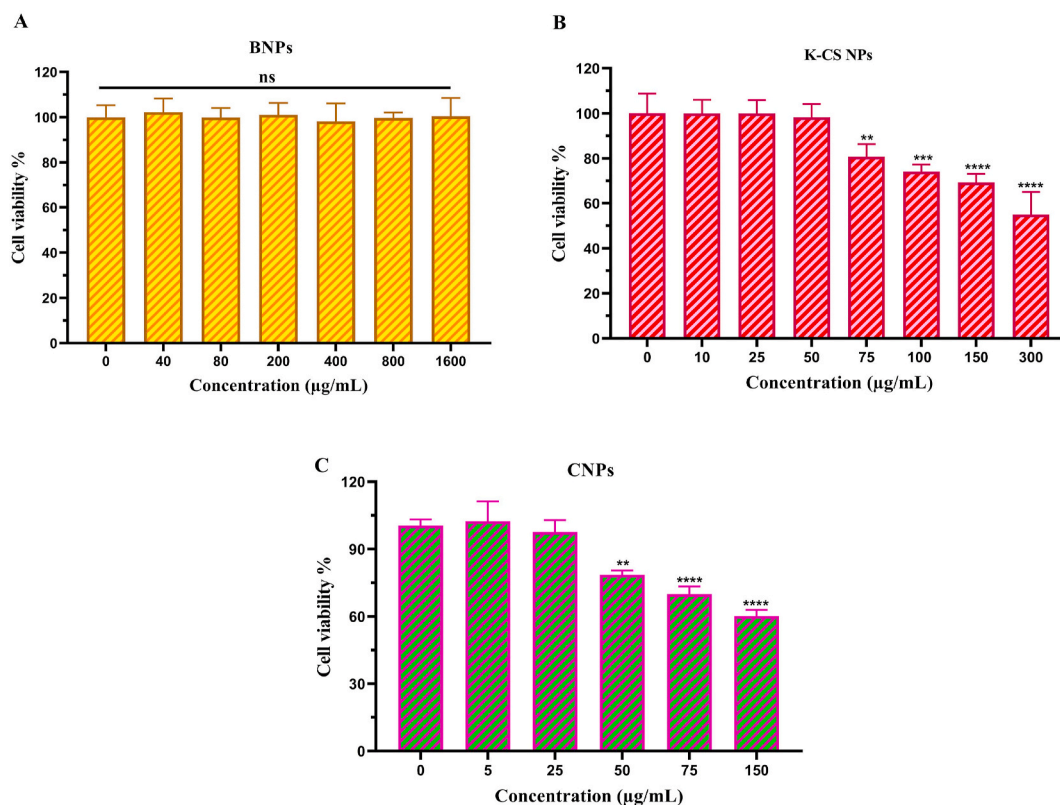 A
BNPs
ns
120
100
80
60
40
20
0
Cell viability %
0 40 80 200 400 800 1600
Concentration (µg/mL)
B
K-CS NPs
120
100
80
60
40
20
0
Cell viability %
** *** **** ****
0 10 25 50 75 100 150 300
Concentration (µg/mL)
C
CNPs
120
90
60
30
0
Cell viability %
** **** ****
0 5 25 50 75 150
Concentration (µg/mL)